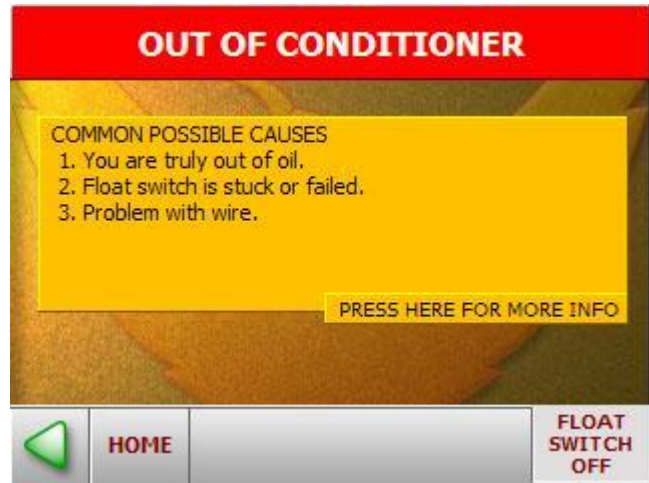 OUT OF CONDITIONER
COMMON POSSIBLE CAUSES
1. You are truly out of oil.
2. Float switch is stuck or failed.
3. Problem with wire.
PRESS HERE FOR MORE INFO
HOME
FLOAT
SWITCH
OFF